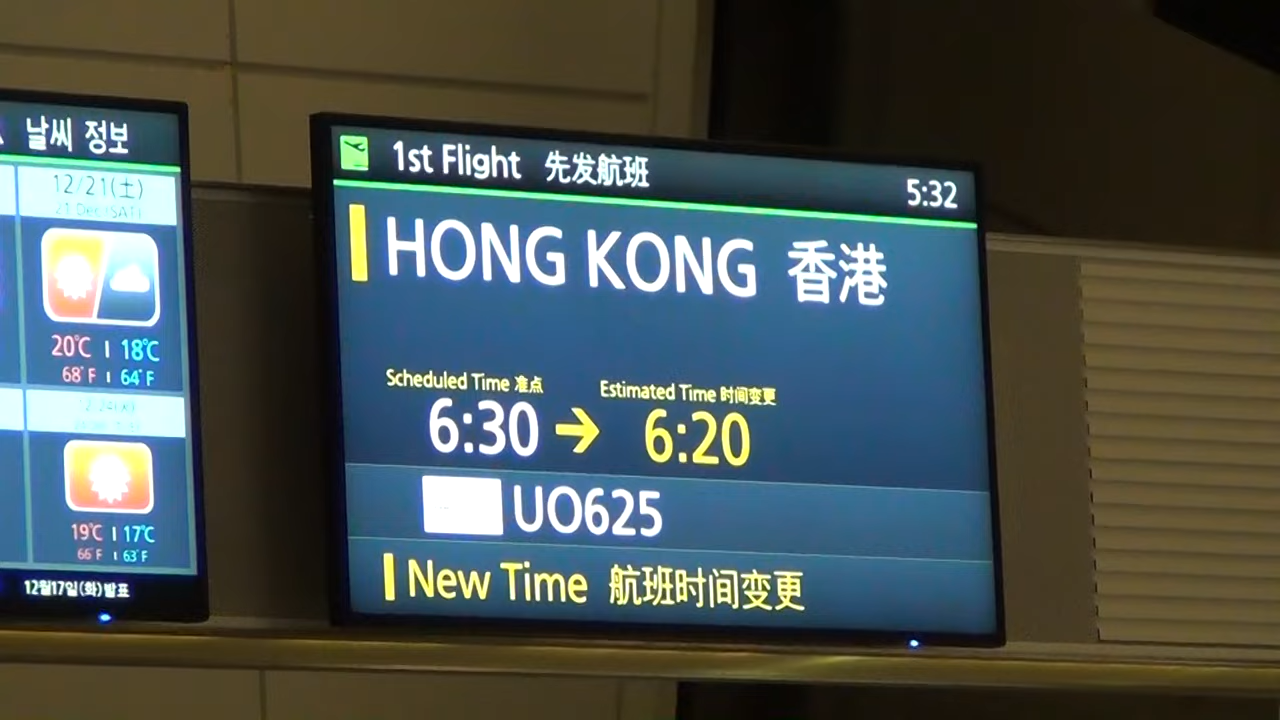 날씨 정보
12/21(土)
21 Dec (SAT)
20℃ | 18℃
68°F | 64°F
19℃ | 17℃
66°F | 63°F
12월17일(화)발표
1st Flight 先发航班
5:32
HONG KONG 香港
Scheduled Time 准点
Estimated Time 时间变更
6:30 → 6:20
UO625
New Time 航班时间变更